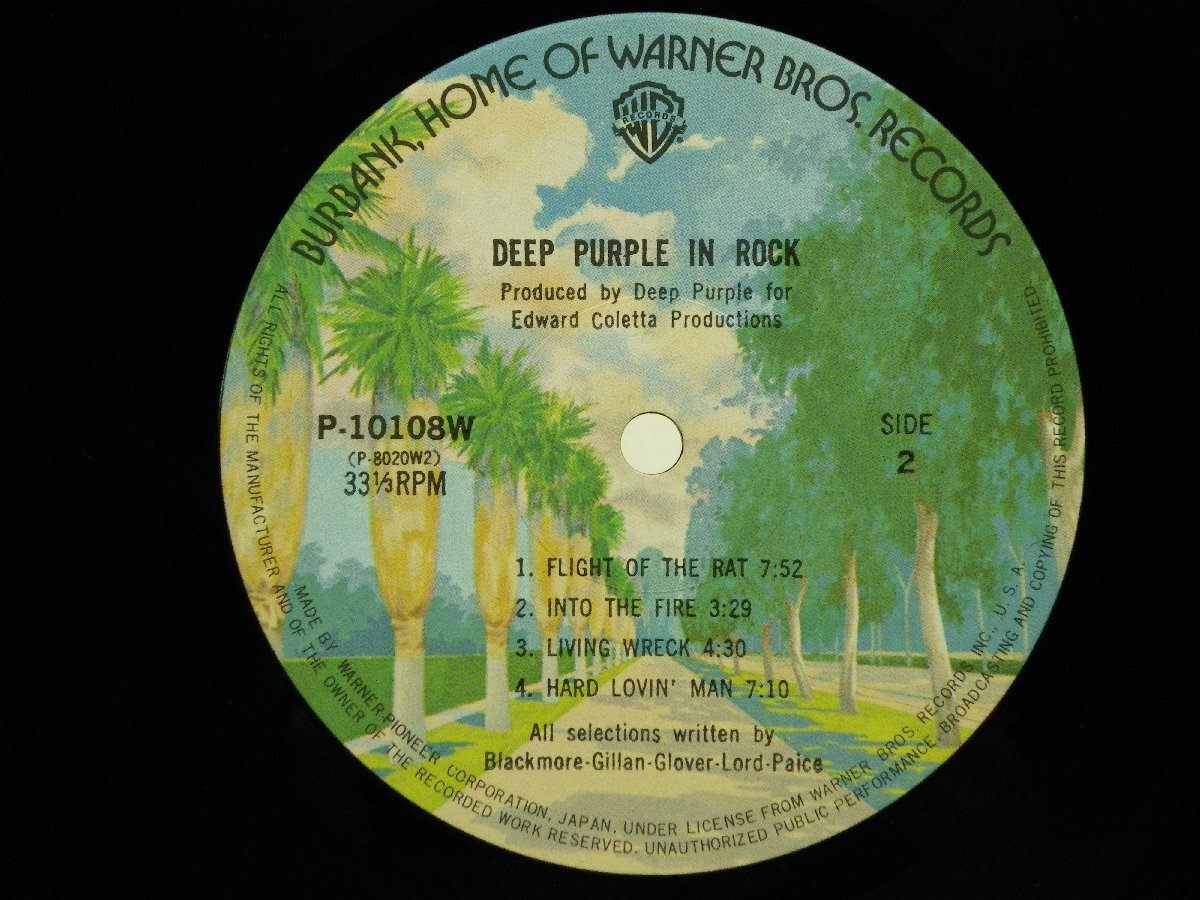 BURBANK, HOME OF WARNER BROS. RECORDS
RECORDS
DEEP PURPLE IN ROCK
Produced by Deep Purple for
Edward Coletta Productions
P-10108W
(P-8020W2)
33⅓RPM
SIDE
2
1. FLIGHT OF THE RAT 7:52
2. INTO THE FIRE 3:29
3. LIVING WRECK 4:30
4. HARD LOVIN' MAN 7:10
All selections written by
Blackmore-Gillan-Glover-Lord-Paice
MADE BY WARNER-PIONEER CORPORATION, JAPAN, UNDER LICENSE FROM WARNER BROS. RECORDS INC., U.S.A.
ALL RIGHTS OF THE MANUFACTURER AND OF THE OWNER OF THE RECORDED WORK RESERVED. UNAUTHORIZED PUBLIC PERFORMANCE, BROADCASTING AND COPYING OF THIS RECORD PROHIBITED